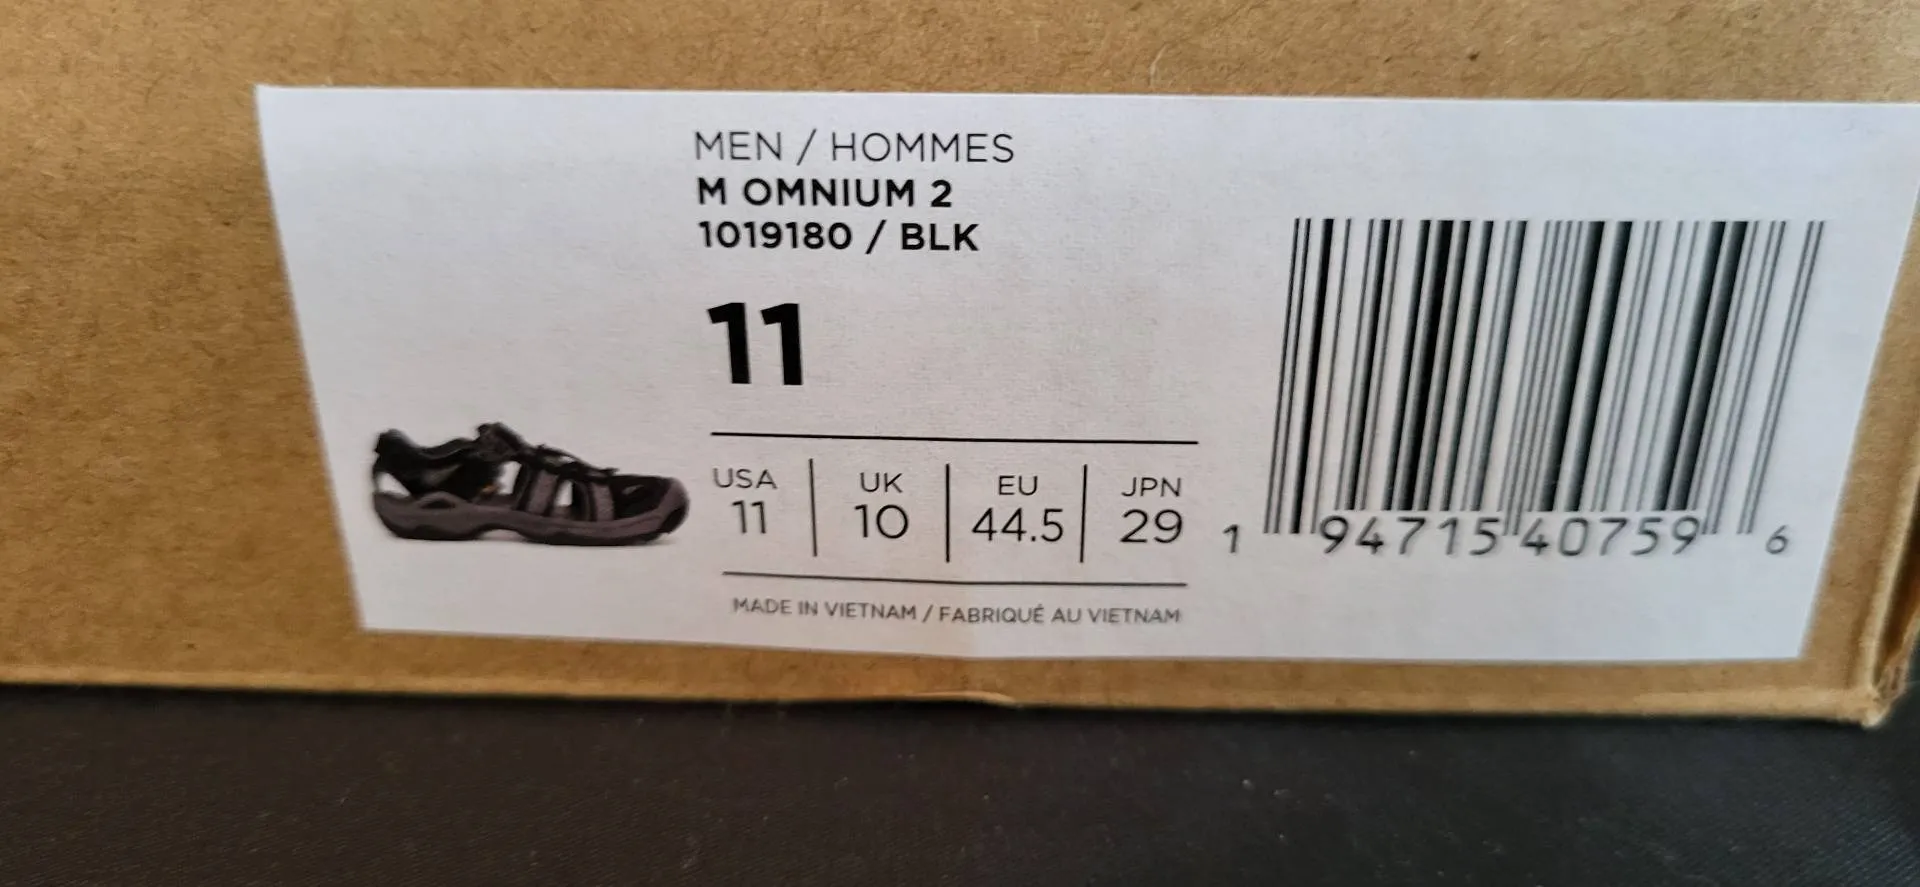 MEN / HOMMES
M OMNIUM 2
1019180 / BLK
11
USA UK EU JPN
11 10 44.5 29
1 94715 40759 6
MADE IN VIETNAM / FABRIQUÉ AU VIETNAM